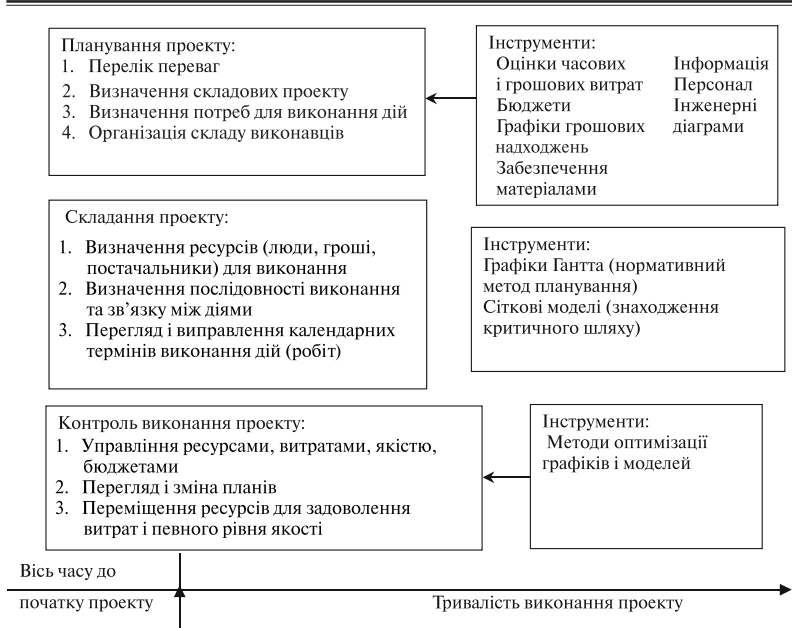 Планування проекту:
1. Перелік переваг
2. Визначення складових проекту
3. Визначення потреб для виконання дій
4. Організація складу виконавців
Інструменти:
Оцінки часових
і грошових витрат
Бюджети
Графіки грошових
надходжень
Забезпечення
матеріалами
Інформація
Персонал
Інженерні
діаграми
Складання проекту:
1. Визначення ресурсів (люди, гроші,
постачальники) для виконання
2. Визначення послідовності виконання
та зв’язку між діями
3. Перегляд і виправлення календарних
термінів виконання дій (робіт)
Інструменти:
Графіки Гантта (нормативний
метод планування)
Сіткові моделі (знаходження
критичного шляху)
Контроль виконання проекту:
1. Управління ресурсами, витратами, якістю,
бюджетами
2. Перегляд і зміна планів
3. Переміщення ресурсів для задоволення
витрат і певного рівня якості
Інструменти:
Методи оптимізації
графіків і моделей
Вісь часу до
початку проекту
Тривалість виконання проекту